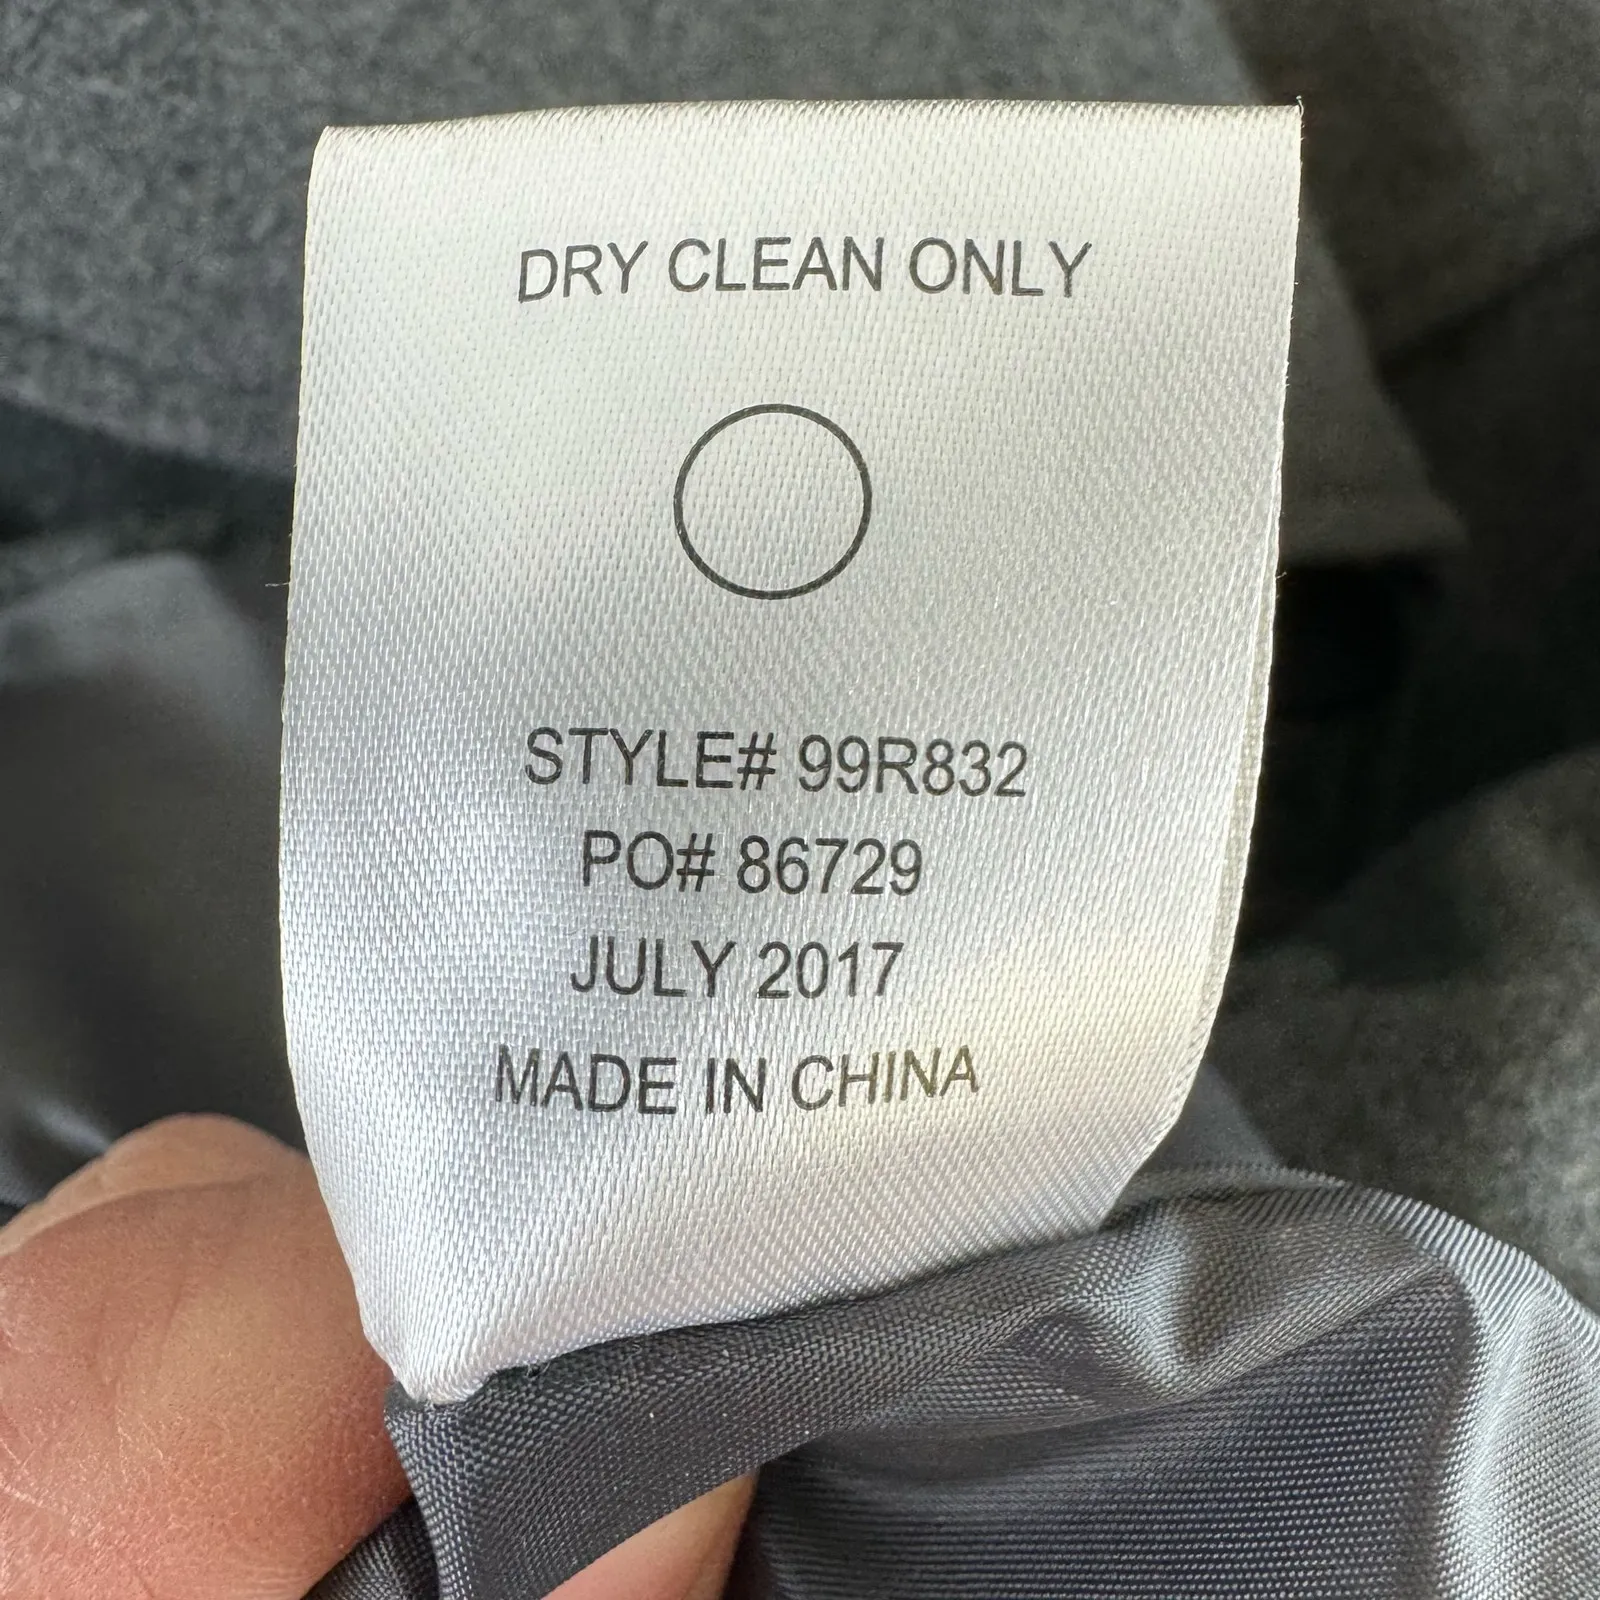 DRY CLEAN ONLY
STYLE# 99R832
PO# 86729
JULY 2017
MADE IN CHINA